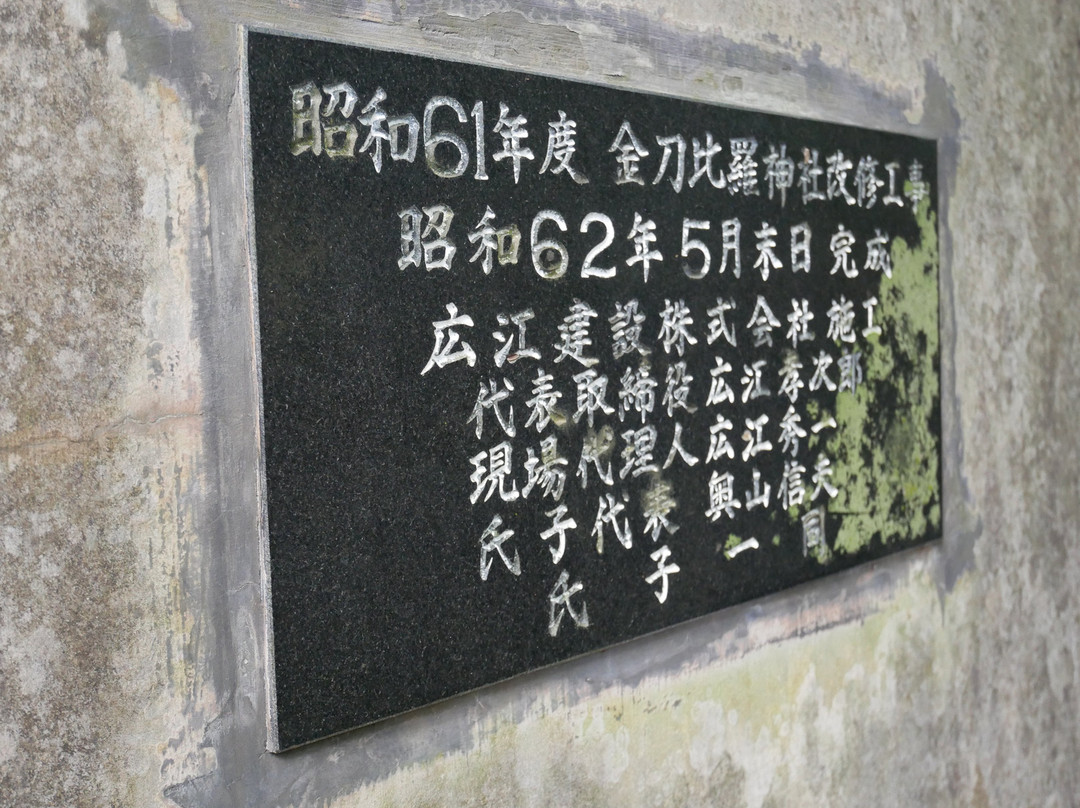 昭和61年度 金刀比羅神社改修工事
昭和62年 5月末日 完成
広江建設株式会社 施工
代表取締役 広江孝次郎
現場代理人 広江秀一
氏子代表 奥山信夫
氏子一同